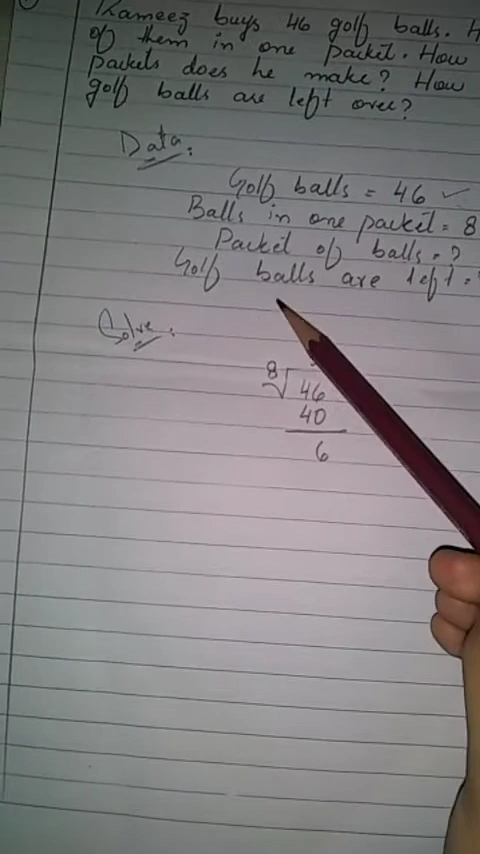 Rameez buys 46 golf balls. H
of them in one packet. How
packets does he make? How
golf balls are left over?
Data:
Golf balls = 46 ✓
Balls in one packet = 8
Packet of balls = ?
Golf balls are left = ?
Solve:
8√46
40
6